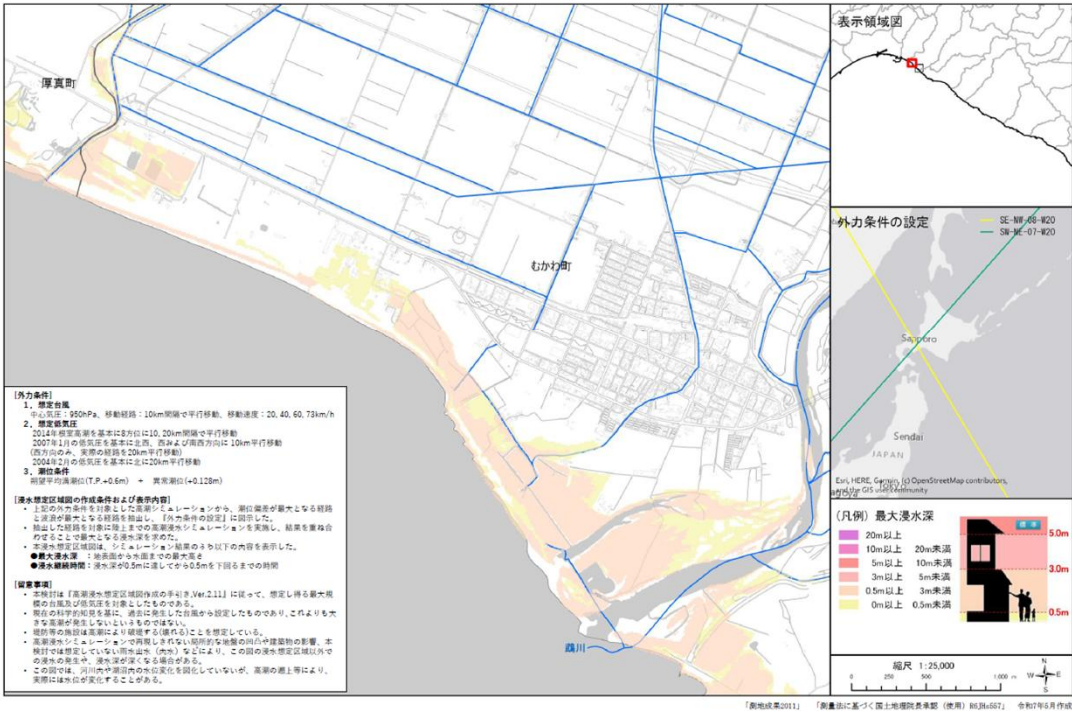 厚真町
むかわ町
鵡川
[外力条件]
1. 想定台風
中心気圧:950hPa、移動経路:10km間隔で平行移動、移動速度:20, 40, 60, 73km/h
2. 想定低気圧
2014年根室高潮を基本に8方位に10, 20km間隔で平行移動
2007年1月の低気圧を基本に北西、西および南西方向に10km平行移動
(西方向のみ、実際の経路を20km平行移動)
2004年2月の低気圧を基本に北に20km平行移動
3. 潮位条件
朔望平均満潮位(T.P.+0.6m) + 異常潮位(+0.128m)
[浸水想定区域図の作成条件および表示内容]
・ 上記の外力条件を対象とした高潮シミュレーションから、潮位偏差が最大となる経路
と波浪が最大となる経路を抽出し、『外力条件の設定』に図示した。
・ 抽出した経路を対象に陸上までの高潮浸水シミュレーションを実施し、結果を重ね合
わせることで最大となる浸水深を求めた。
・ 本浸水想定区域図は、シミュレーション結果のうち以下の内容を表示した。
●最大浸水深 :地表面から水面までの最大高さ
●浸水継続時間:浸水深が0.5mに達してから0.5mを下回るまでの時間
[留意事項]
・ 本検討は『高潮浸水想定区域図作成の手引き,Ver.2.11』に従って、想定し得る最大規
模の台風及び低気圧を対象としたものである。
・ 現在の科学的知見を基に、過去に発生した台風から設定したものであり、これよりも大
きな高潮が発生しないというものではない。
・ 堤防等の施設は高潮により破堤する(壊れる)ことを想定している。
・ 高潮浸水シミュレーションで再現しきれない局所的な地盤の凹凸や建築物の影響、本
検討では想定していない雨水出水(内水)などにより、この図の浸水想定区域以外で
の浸水の発生や、浸水深が深くなる場合がある。
・ この図では、河川内や湖沼内の水位変化を図化していないが、高潮の遡上等により、
実際には水位が変化することがある。
表示領域図
外力条件の設定
SE-NW-08-W20
SW-NE-07-W20
Sapporo
Sendai
JAPAN
Tokyo
Nagoya
Esri, HERE, Garmin, (c) OpenStreetMap contributors,
and the GIS user community
(凡例) 最大浸水深
20m以上
10m以上 20m未満
5m以上 10m未満
3m以上 5m未満
0.5m以上 3m未満
0m以上 0.5m未満
標準
5.0m
3.0m
0.5m
縮尺 1:25,000
0 250 500 1,000 m
N
W E
S
「測地成果2011」 「測量法に基づく国土地理院長承認(使用)R6JHs557」 令和7年5月作成